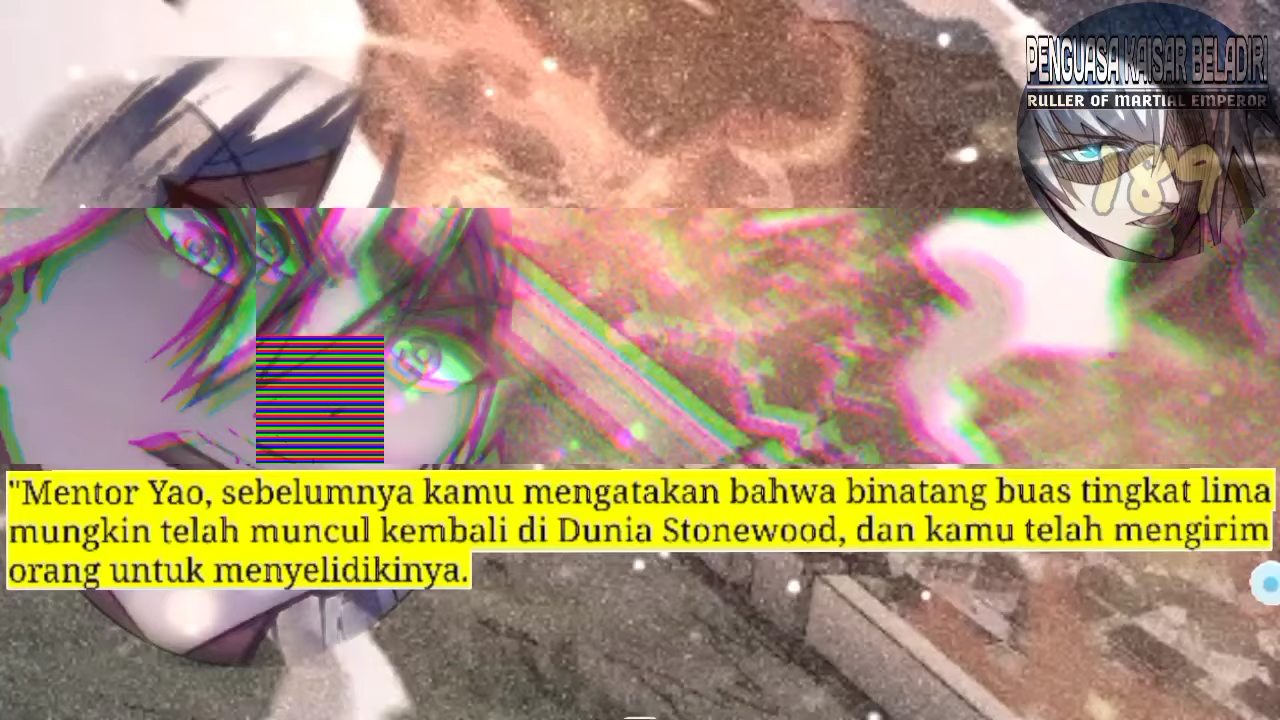 PENGUASA KAISAR BELADIRI
RULLER OF MARTIAL EMPEROR
189
"Mentor Yao, sebelumnya kamu mengatakan bahwa binatang buas tingkat lima
mungkin telah muncul kembali di Dunia Stonewood, dan kamu telah mengirim
orang untuk menyelidikinya.